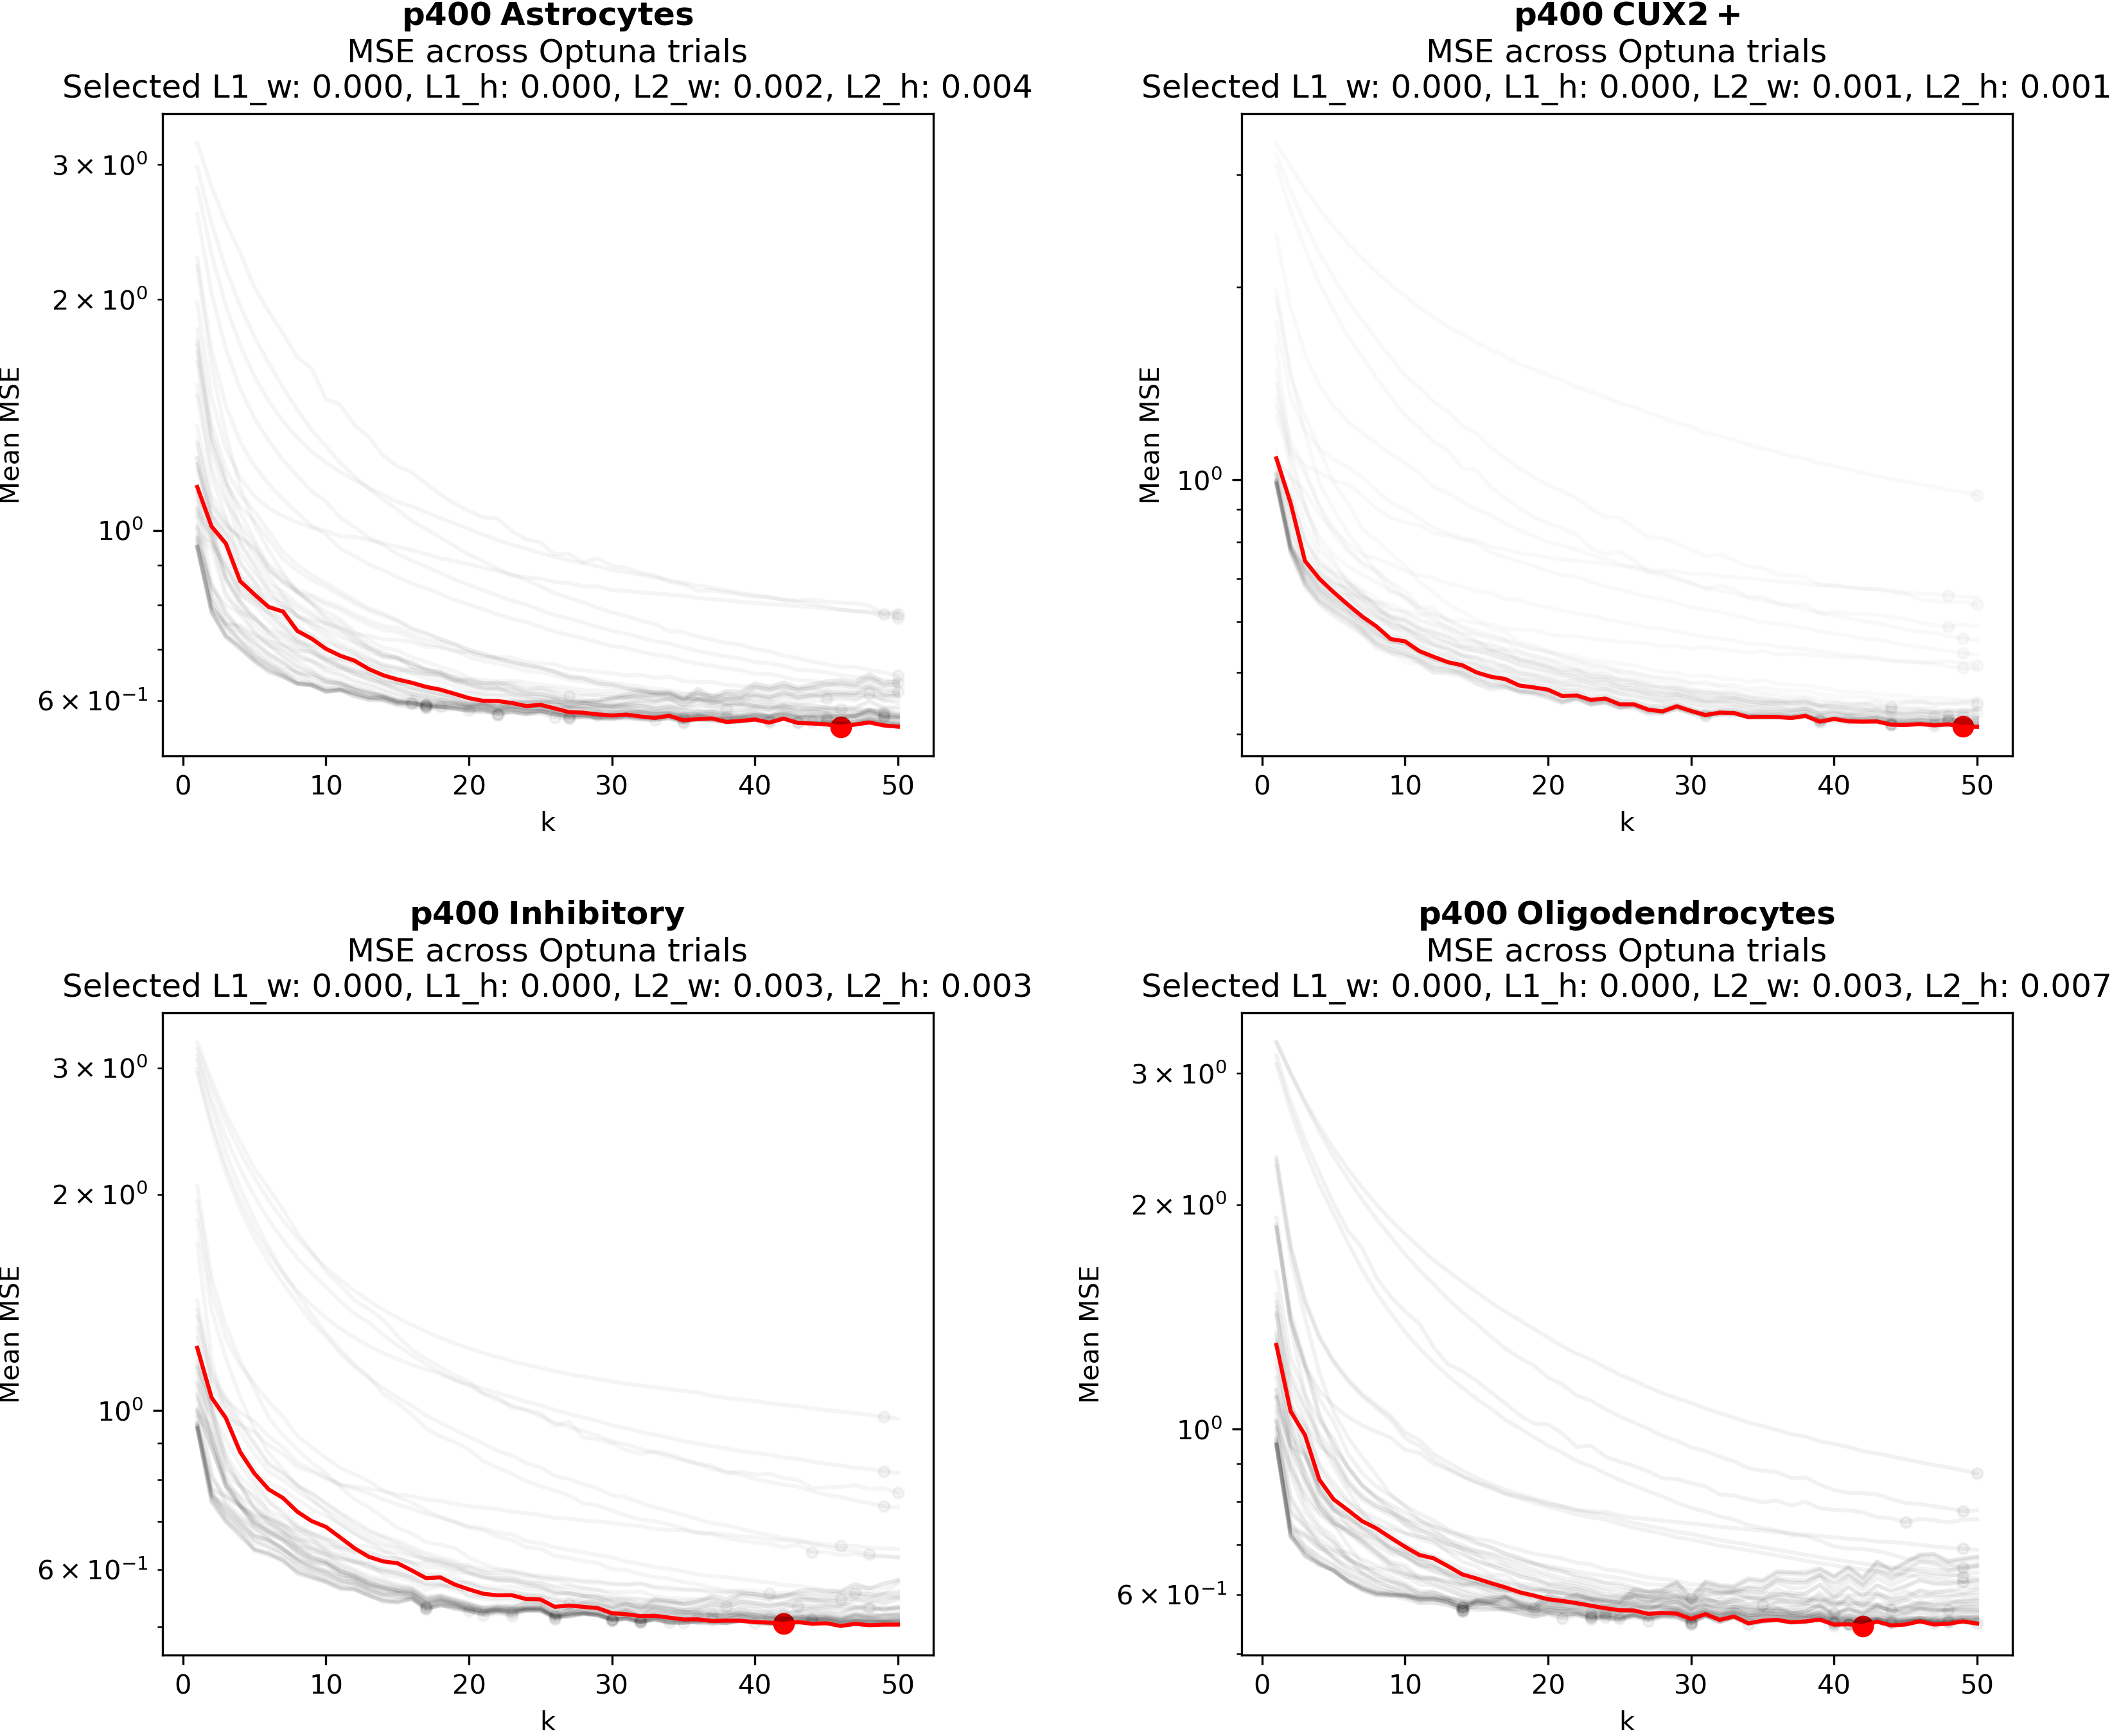 p400 Astrocytes
MSE across Optuna trials
Selected L1_w: 0.000, L1_h: 0.000, L2_w: 0.002, L2_h: 0.004
3 × 10⁰
2 × 10⁰
10⁰
6 × 10⁻¹
Mean MSE
0 10 20 30 40 50
k
p400 CUX2 +
MSE across Optuna trials
Selected L1_w: 0.000, L1_h: 0.000, L2_w: 0.001, L2_h: 0.001
10⁰
Mean MSE
0 10 20 30 40 50
k
p400 Inhibitory
MSE across Optuna trials
Selected L1_w: 0.000, L1_h: 0.000, L2_w: 0.003, L2_h: 0.003
3 × 10⁰
2 × 10⁰
10⁰
6 × 10⁻¹
Mean MSE
0 10 20 30 40 50
k
p400 Oligodendrocytes
MSE across Optuna trials
Selected L1_w: 0.000, L1_h: 0.000, L2_w: 0.003, L2_h: 0.007
3 × 10⁰
2 × 10⁰
10⁰
6 × 10⁻¹
Mean MSE
0 10 20 30 40 50
k